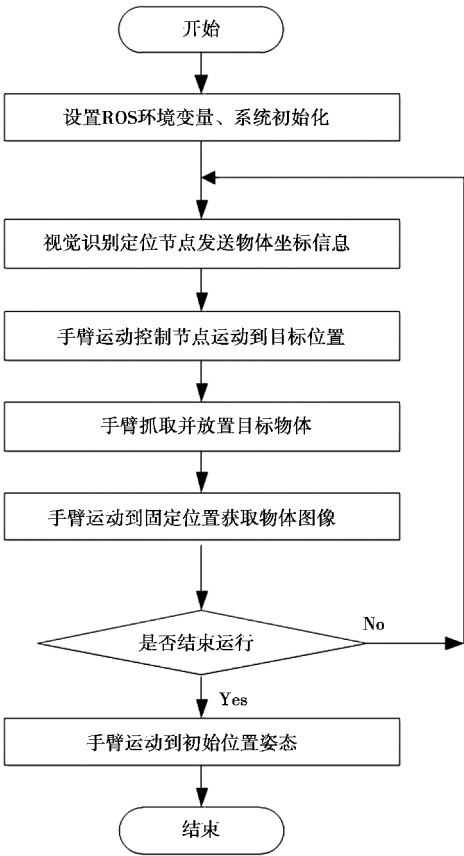 开始
设置ROS环境变量、系统初始化
视觉识别定位节点发送物体坐标信息
手臂运动控制节点运动到目标位置
手臂抓取并放置目标物体
手臂运动到固定位置获取物体图像
是否结束运行
No
Yes
手臂运动到初始位置姿态
结束